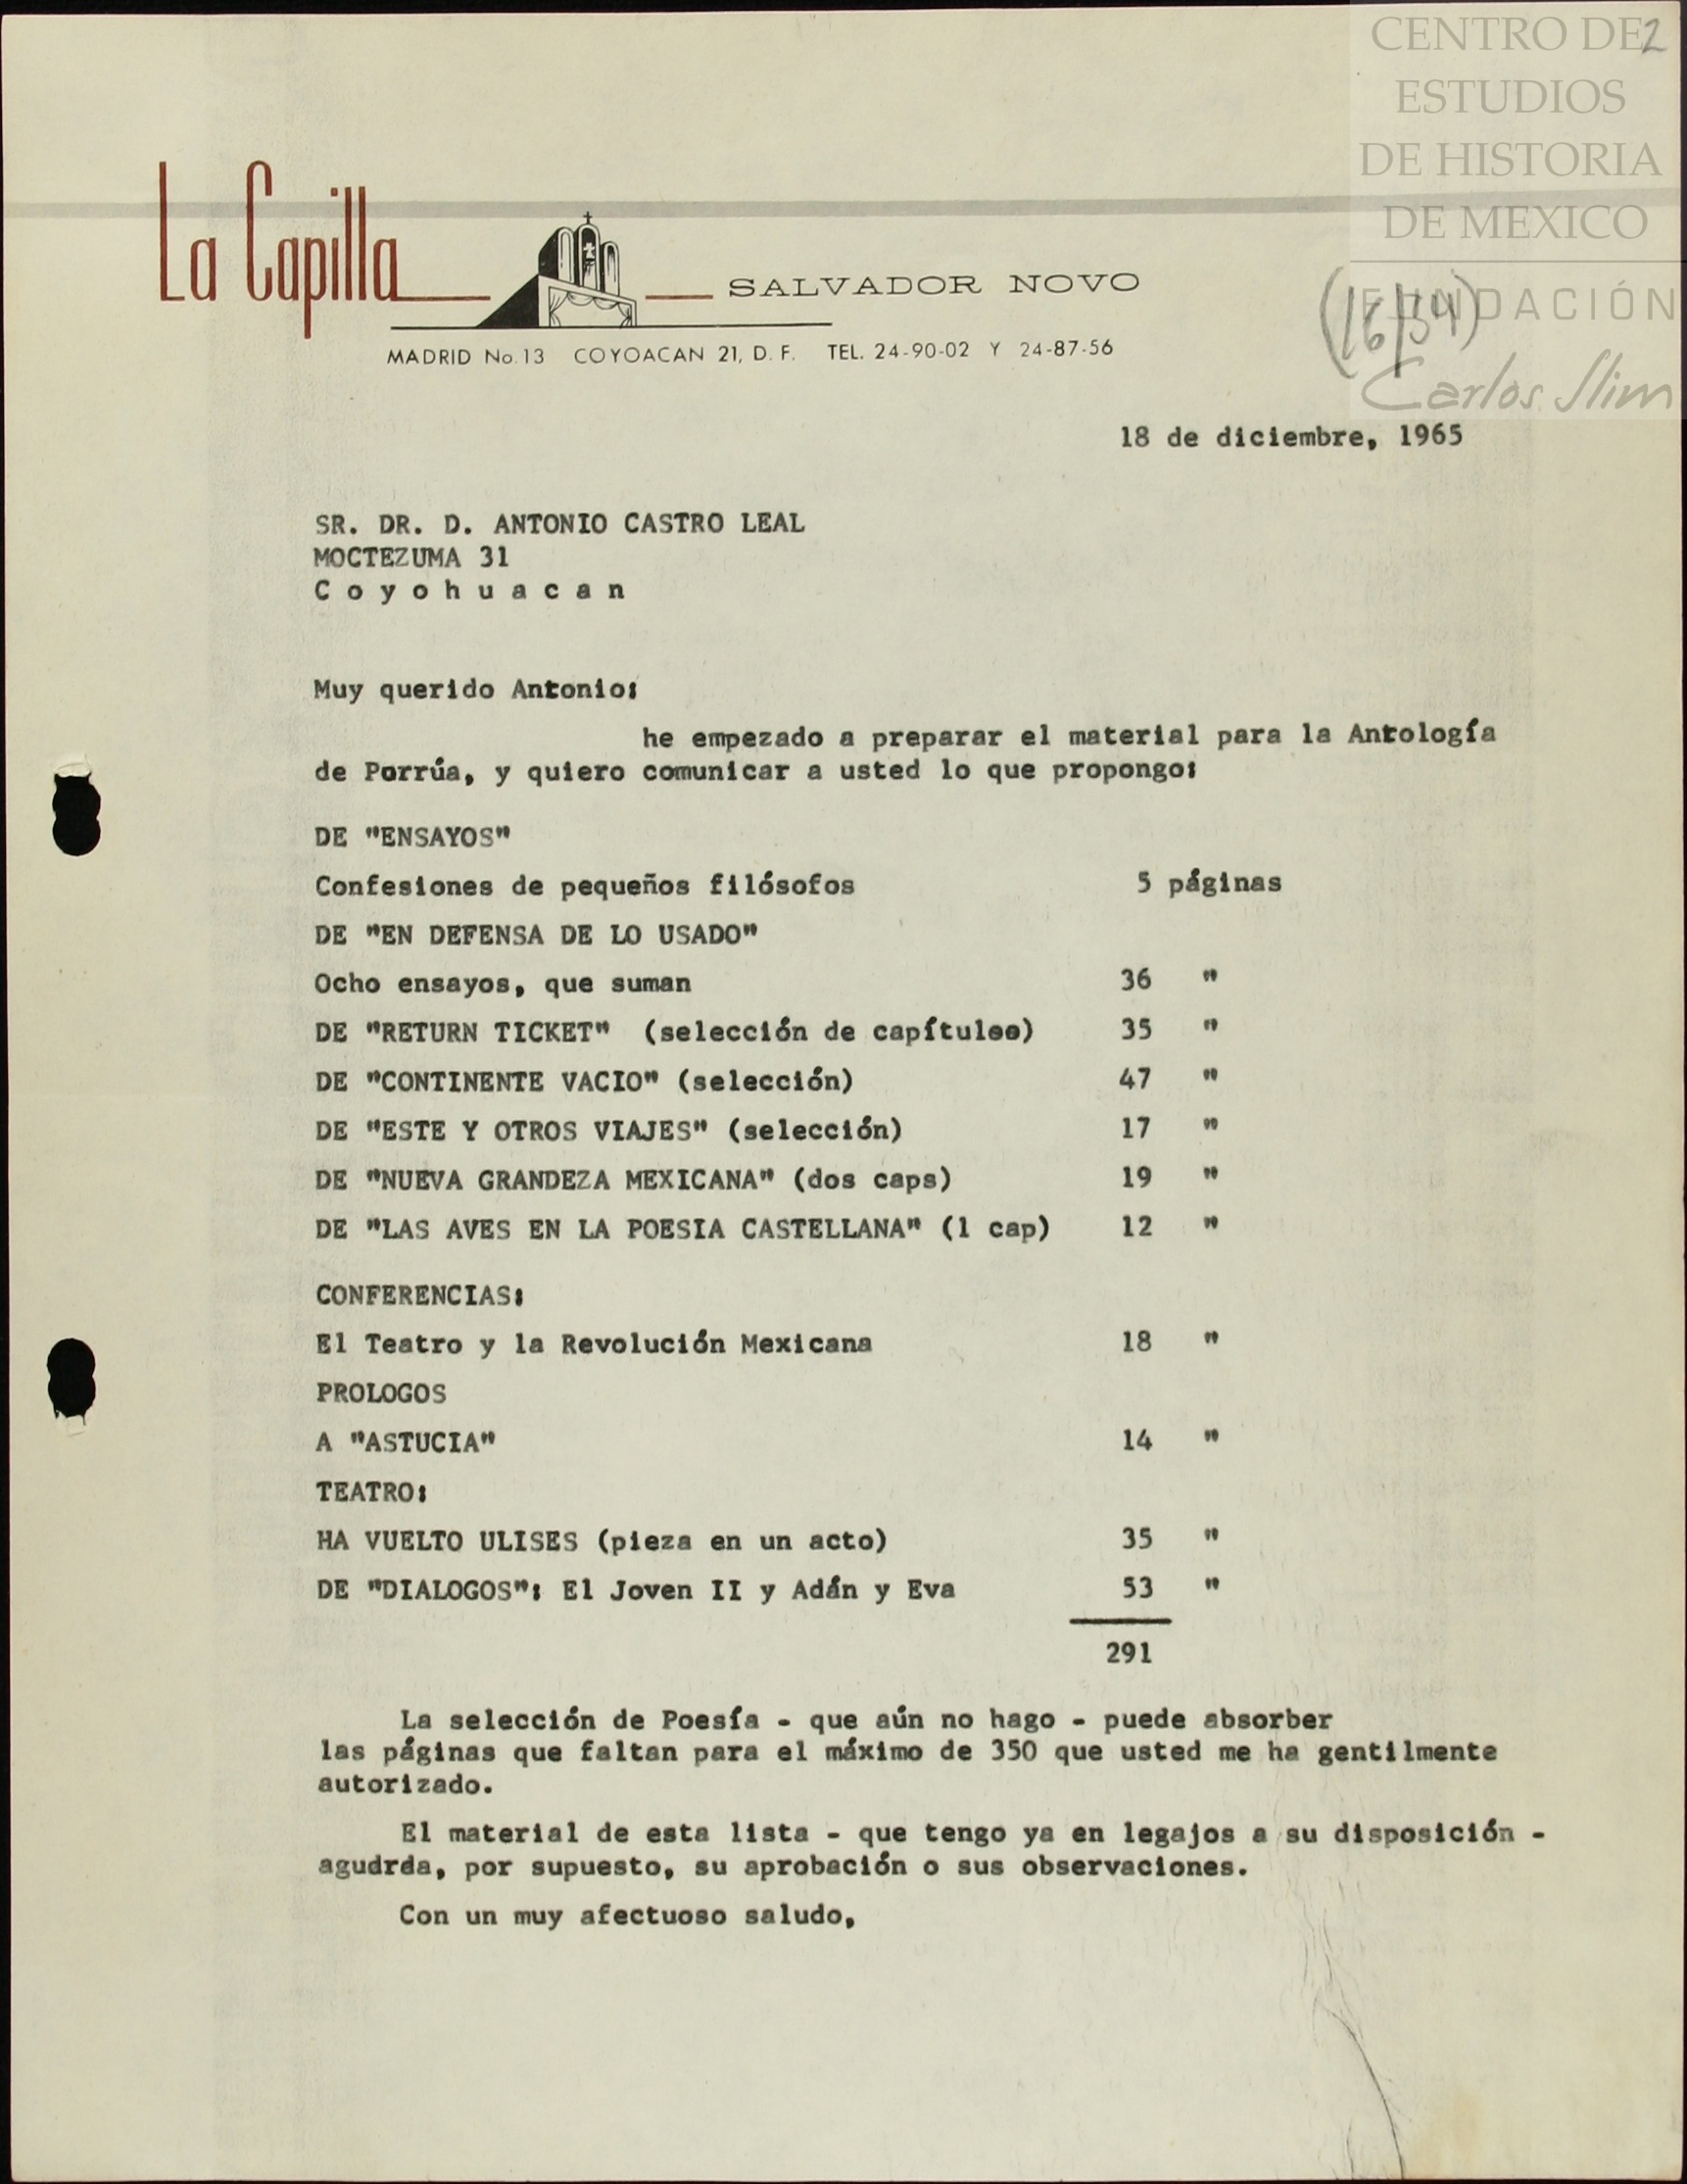 CENTRO DE 2
ESTUDIOS
DE HISTORIA
DE MEXICO
FUNDACIÓN
Carlos Slim
(16/34)
La Capilla
SALVADOR NOVO
MADRID No. 13 COYOACAN 21, D. F. TEL. 24-90-02 Y 24-87-56
18 de diciembre, 1965
SR. DR. D. ANTONIO CASTRO LEAL
MOCTEZUMA 31
C o y o h u a c a n
Muy querido Antonio:
he empezado a preparar el material para la Antología
de Porrúa, y quiero comunicar a usted lo que propongo:
DE "ENSAYOS"
Confesiones de pequeños filósofos 5 páginas
DE "EN DEFENSA DE LO USADO"
Ocho ensayos, que suman 36 "
DE "RETURN TICKET" (selección de capítulos) 35 "
DE "CONTINENTE VACIO" (selección) 47 "
DE "ESTE Y OTROS VIAJES" (selección) 17 "
DE "NUEVA GRANDEZA MEXICANA" (dos caps) 19 "
DE "LAS AVES EN LA POESIA CASTELLANA" (1 cap) 12 "
CONFERENCIAS:
El Teatro y la Revolución Mexicana 18 "
PROLOGOS
A "ASTUCIA" 14 "
TEATRO:
HA VUELTO ULISES (pieza en un acto) 35 "
DE "DIALOGOS": El Joven II y Adán y Eva 53 "
291
La selección de Poesía - que aún no hago - puede absorber
las páginas que faltan para el máximo de 350 que usted me ha gentilmente
autorizado.
El material de esta lista - que tengo ya en legajos a su disposición -
agudrda, por supuesto, su aprobación o sus observaciones.
Con un muy afectuoso saludo,